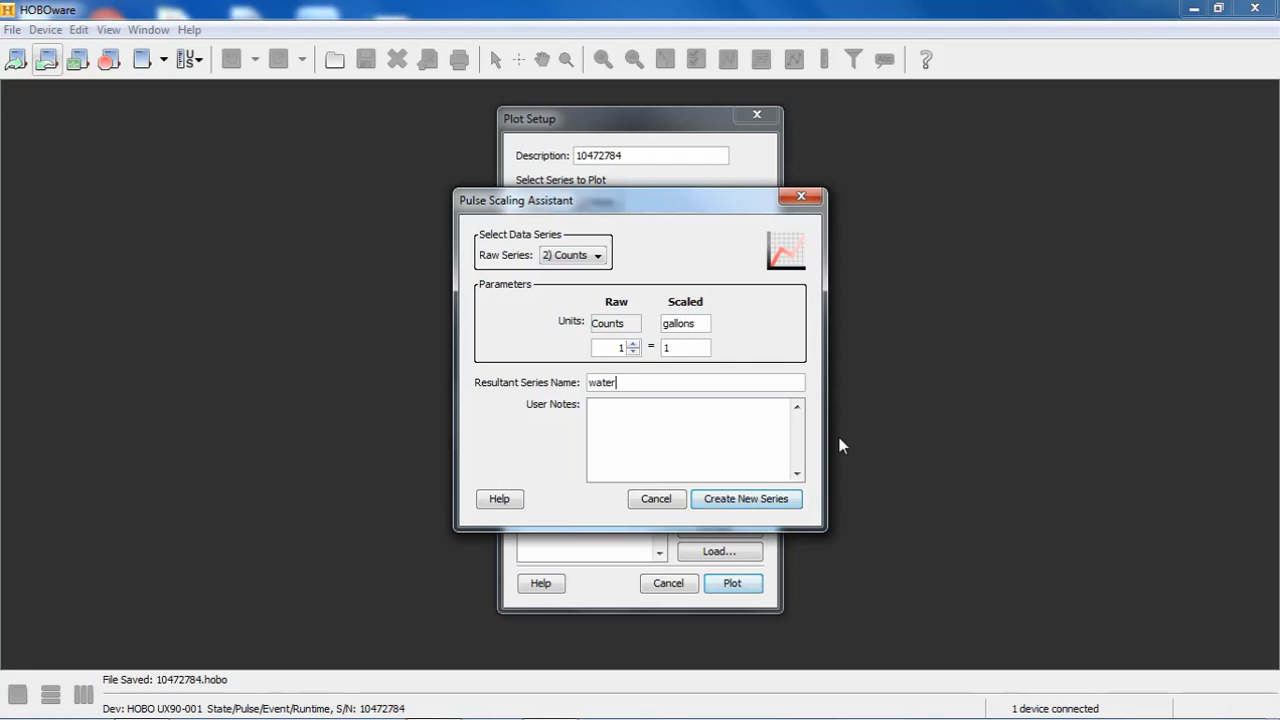 HOBOware
File Device Edit View Window Help
Plot Setup
Description: 10472784
Select Series to Plot
Pulse Scaling Assistant
Select Data Series
Raw Series: 2) Counts
Parameters
Raw Scaled
Units: Counts gallons
1 = 1
Resultant Series Name: water
User Notes:
Help Cancel Create New Series
Load...
Help Cancel Plot
File Saved: 10472784.hobo
Dev: HOBO UX90-001 State/Pulse/Event/Runtime, S/N: 10472784 1 device connected